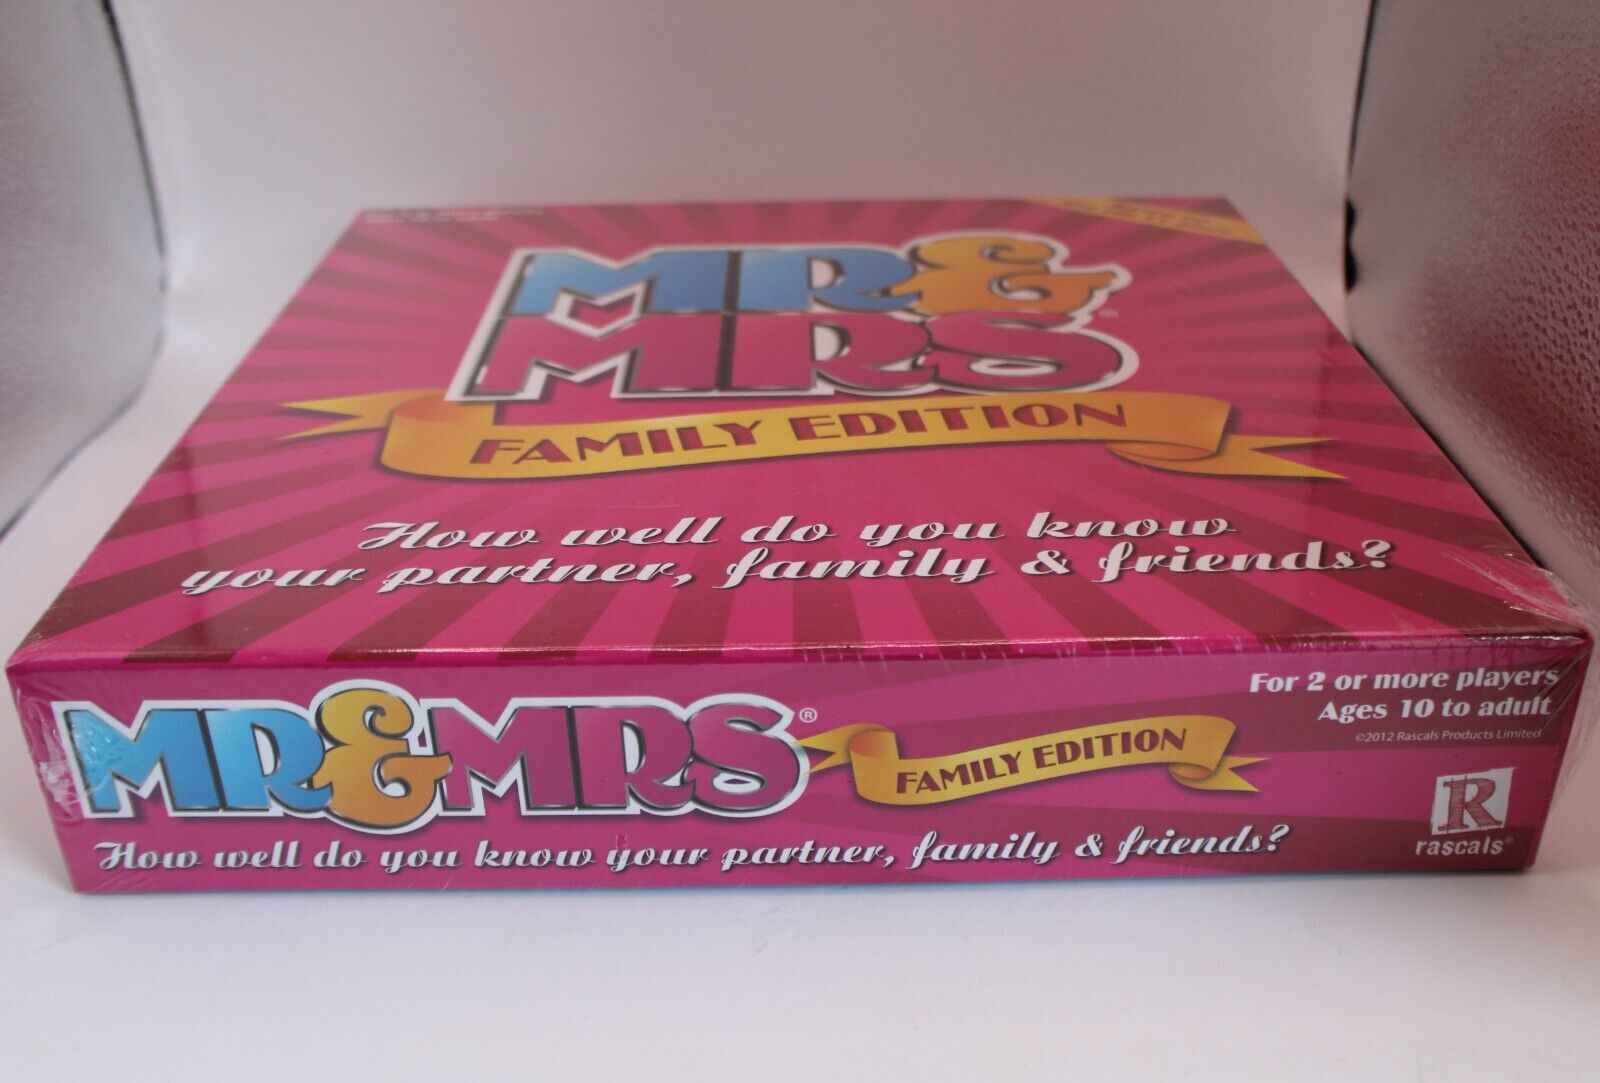 MR&
MRS®
FAMILY EDITION
How well do you know
your partner, family & friends?
MR&MRS®
FAMILY EDITION
How well do you know your partner, family & friends?
For 2 or more players
Ages 10 to adult
©2012 Rascals Products Limited
R
rascals®